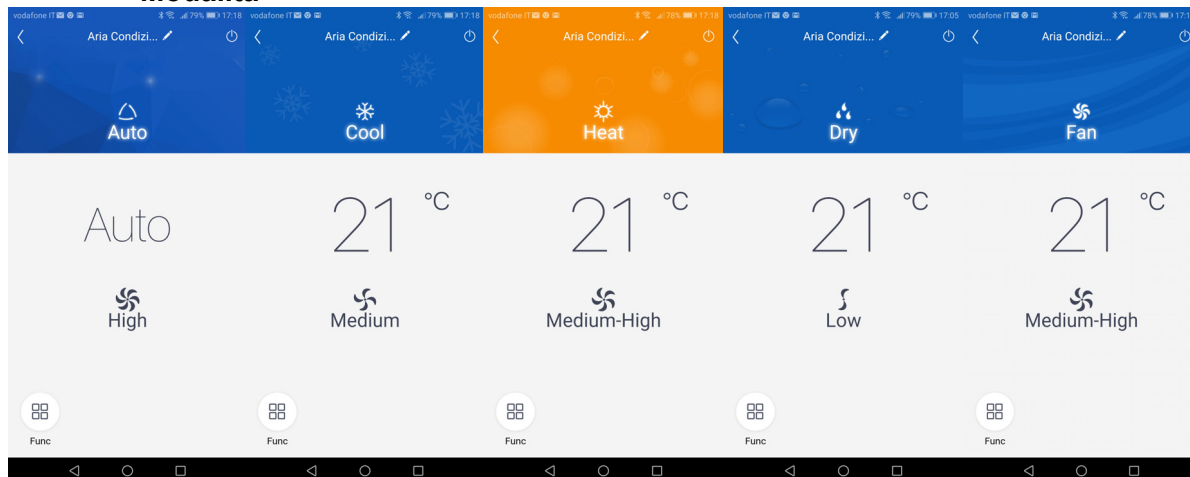 Modalità
vodafone IT 79% 17:18
Aria Condizi...
Auto
Auto
High
Func
vodafone IT 79% 17:18
Aria Condizi...
Cool
21 °C
Medium
Func
vodafone IT 78% 17:18
Aria Condizi...
Heat
21 °C
Medium-High
Func
vodafone IT 79% 17:05
Aria Condizi...
Dry
21 °C
Low
Func
vodafone IT 78%
Aria Condizi...
Fan
21 °C
Medium-High
Func